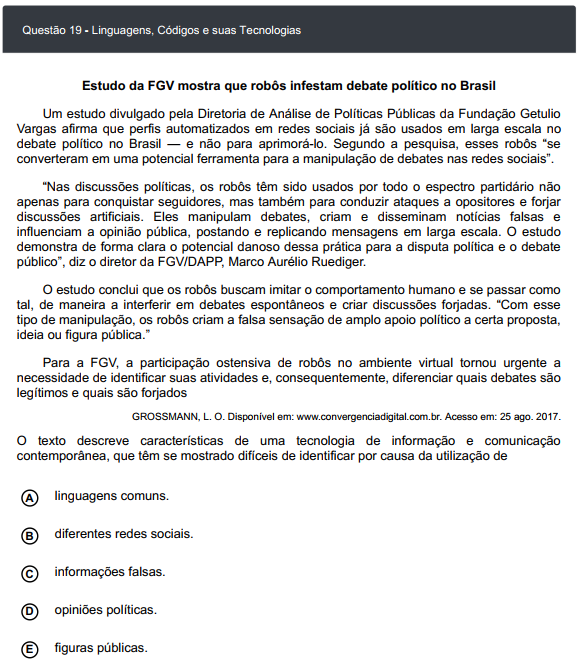 Questão 19 - Linguagens, Códigos e suas Tecnologias
Estudo da FGV mostra que robôs infestam debate político no Brasil
Um estudo divulgado pela Diretoria de Análise de Políticas Públicas da Fundação Getulio
Vargas afirma que perfis automatizados em redes sociais já são usados em larga escala no
debate político no Brasil — e não para aprimorá-lo. Segundo a pesquisa, esses robôs “se
converteram em uma potencial ferramenta para a manipulação de debates nas redes sociais”.
“Nas discussões políticas, os robôs têm sido usados por todo o espectro partidário não
apenas para conquistar seguidores, mas também para conduzir ataques a opositores e forjar
discussões artificiais. Eles manipulam debates, criam e disseminam notícias falsas e
influenciam a opinião pública, postando e replicando mensagens em larga escala. O estudo
demonstra de forma clara o potencial danoso dessa prática para a disputa política e o debate
público”, diz o diretor da FGV/DAPP, Marco Aurélio Ruediger.
O estudo conclui que os robôs buscam imitar o comportamento humano e se passar como
tal, de maneira a interferir em debates espontâneos e criar discussões forjadas. “Com esse
tipo de manipulação, os robôs criam a falsa sensação de amplo apoio político a certa proposta,
ideia ou figura pública.”
Para a FGV, a participação ostensiva de robôs no ambiente virtual tornou urgente a
necessidade de identificar suas atividades e, consequentemente, diferenciar quais debates são
legítimos e quais são forjados
GROSSMANN, L. O. Disponível em: www.convergenciadigital.com.br. Acesso em: 25 ago. 2017.
O texto descreve características de uma tecnologia de informação e comunicação
contemporânea, que têm se mostrado difíceis de identificar por causa da utilização de
A linguagens comuns.
B diferentes redes sociais.
C informações falsas.
D opiniões políticas.
E figuras públicas.